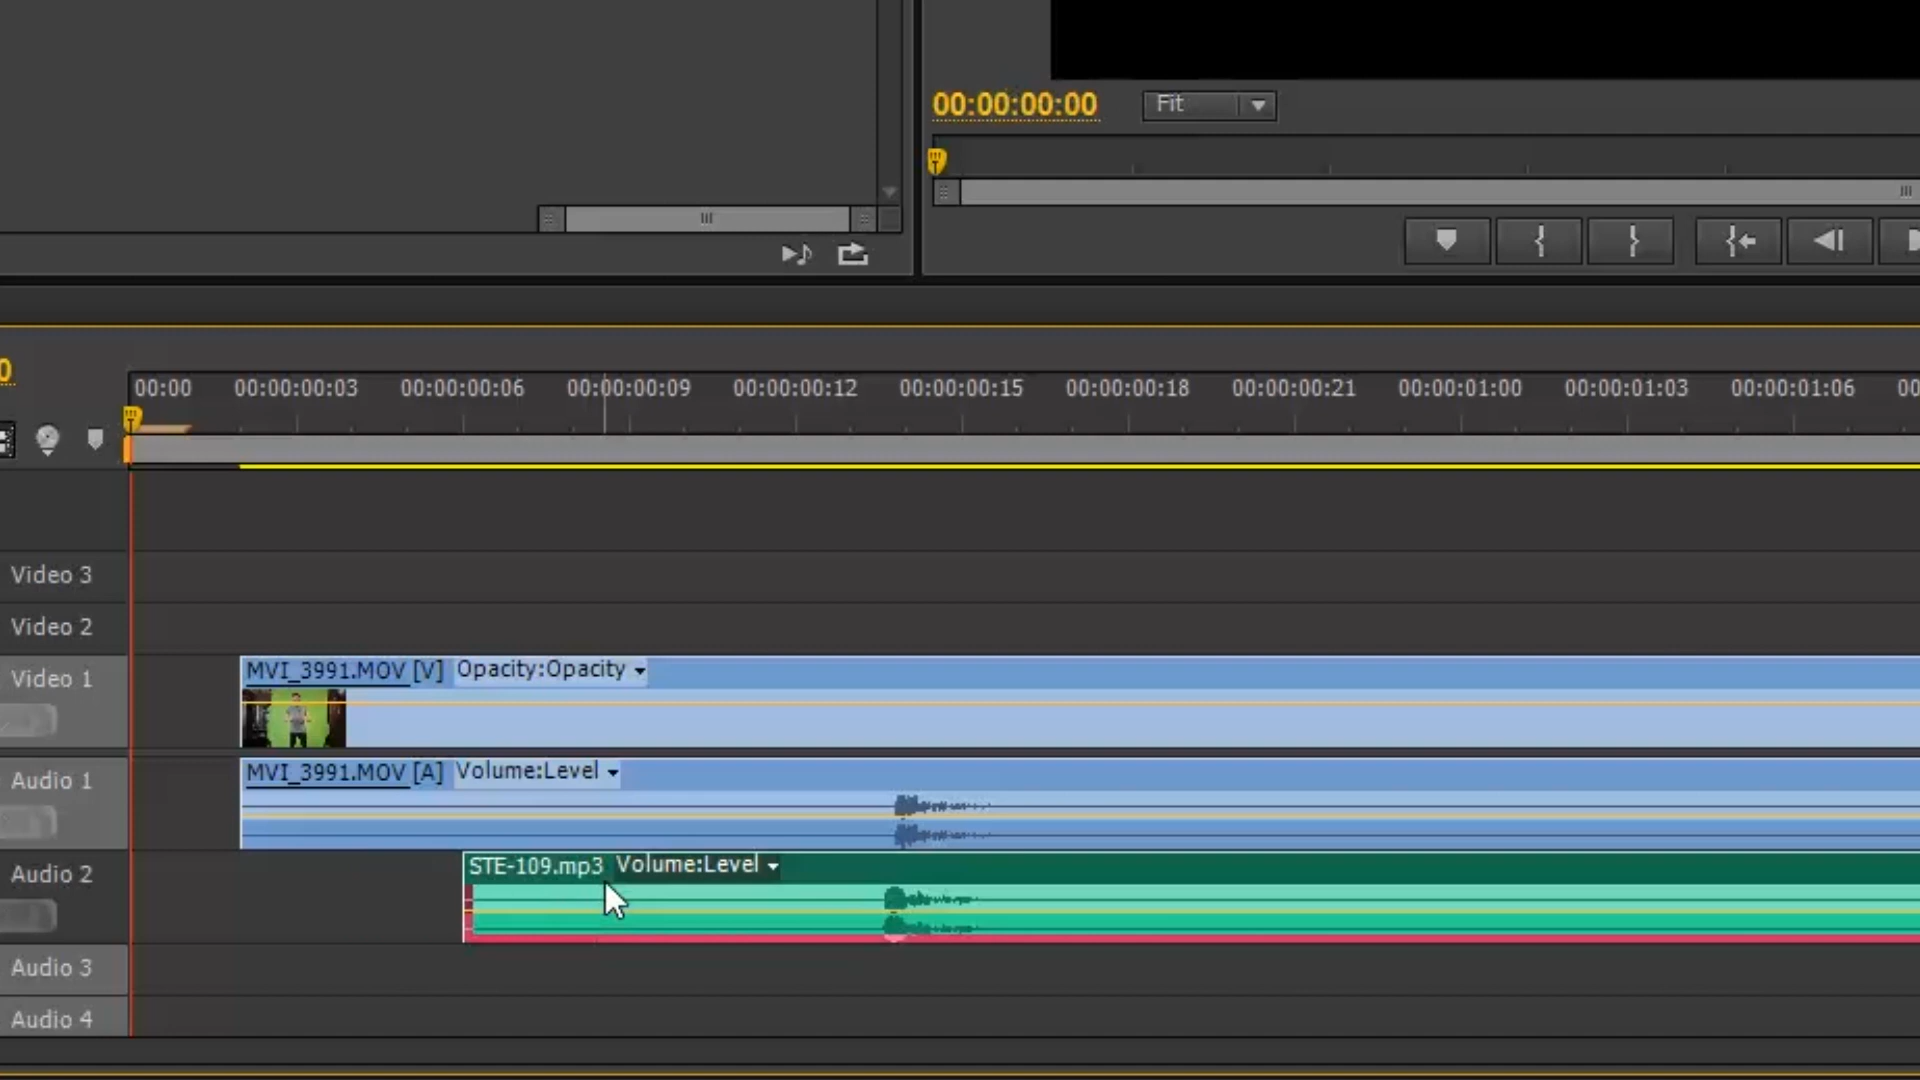 00:00:00:00 Fit
0
00:00 00:00:00:03 00:00:00:06 00:00:00:09 00:00:00:12 00:00:00:15 00:00:00:18 00:00:00:21 00:00:01:00 00:00:01:03 00:00:01:06 00
Video 3
Video 2
Video 1 MVI_3991.MOV [V] Opacity:Opacity
Audio 1 MVI_3991.MOV [A] Volume:Level
Audio 2 STE-109.mp3 Volume:Level
Audio 3
Audio 4